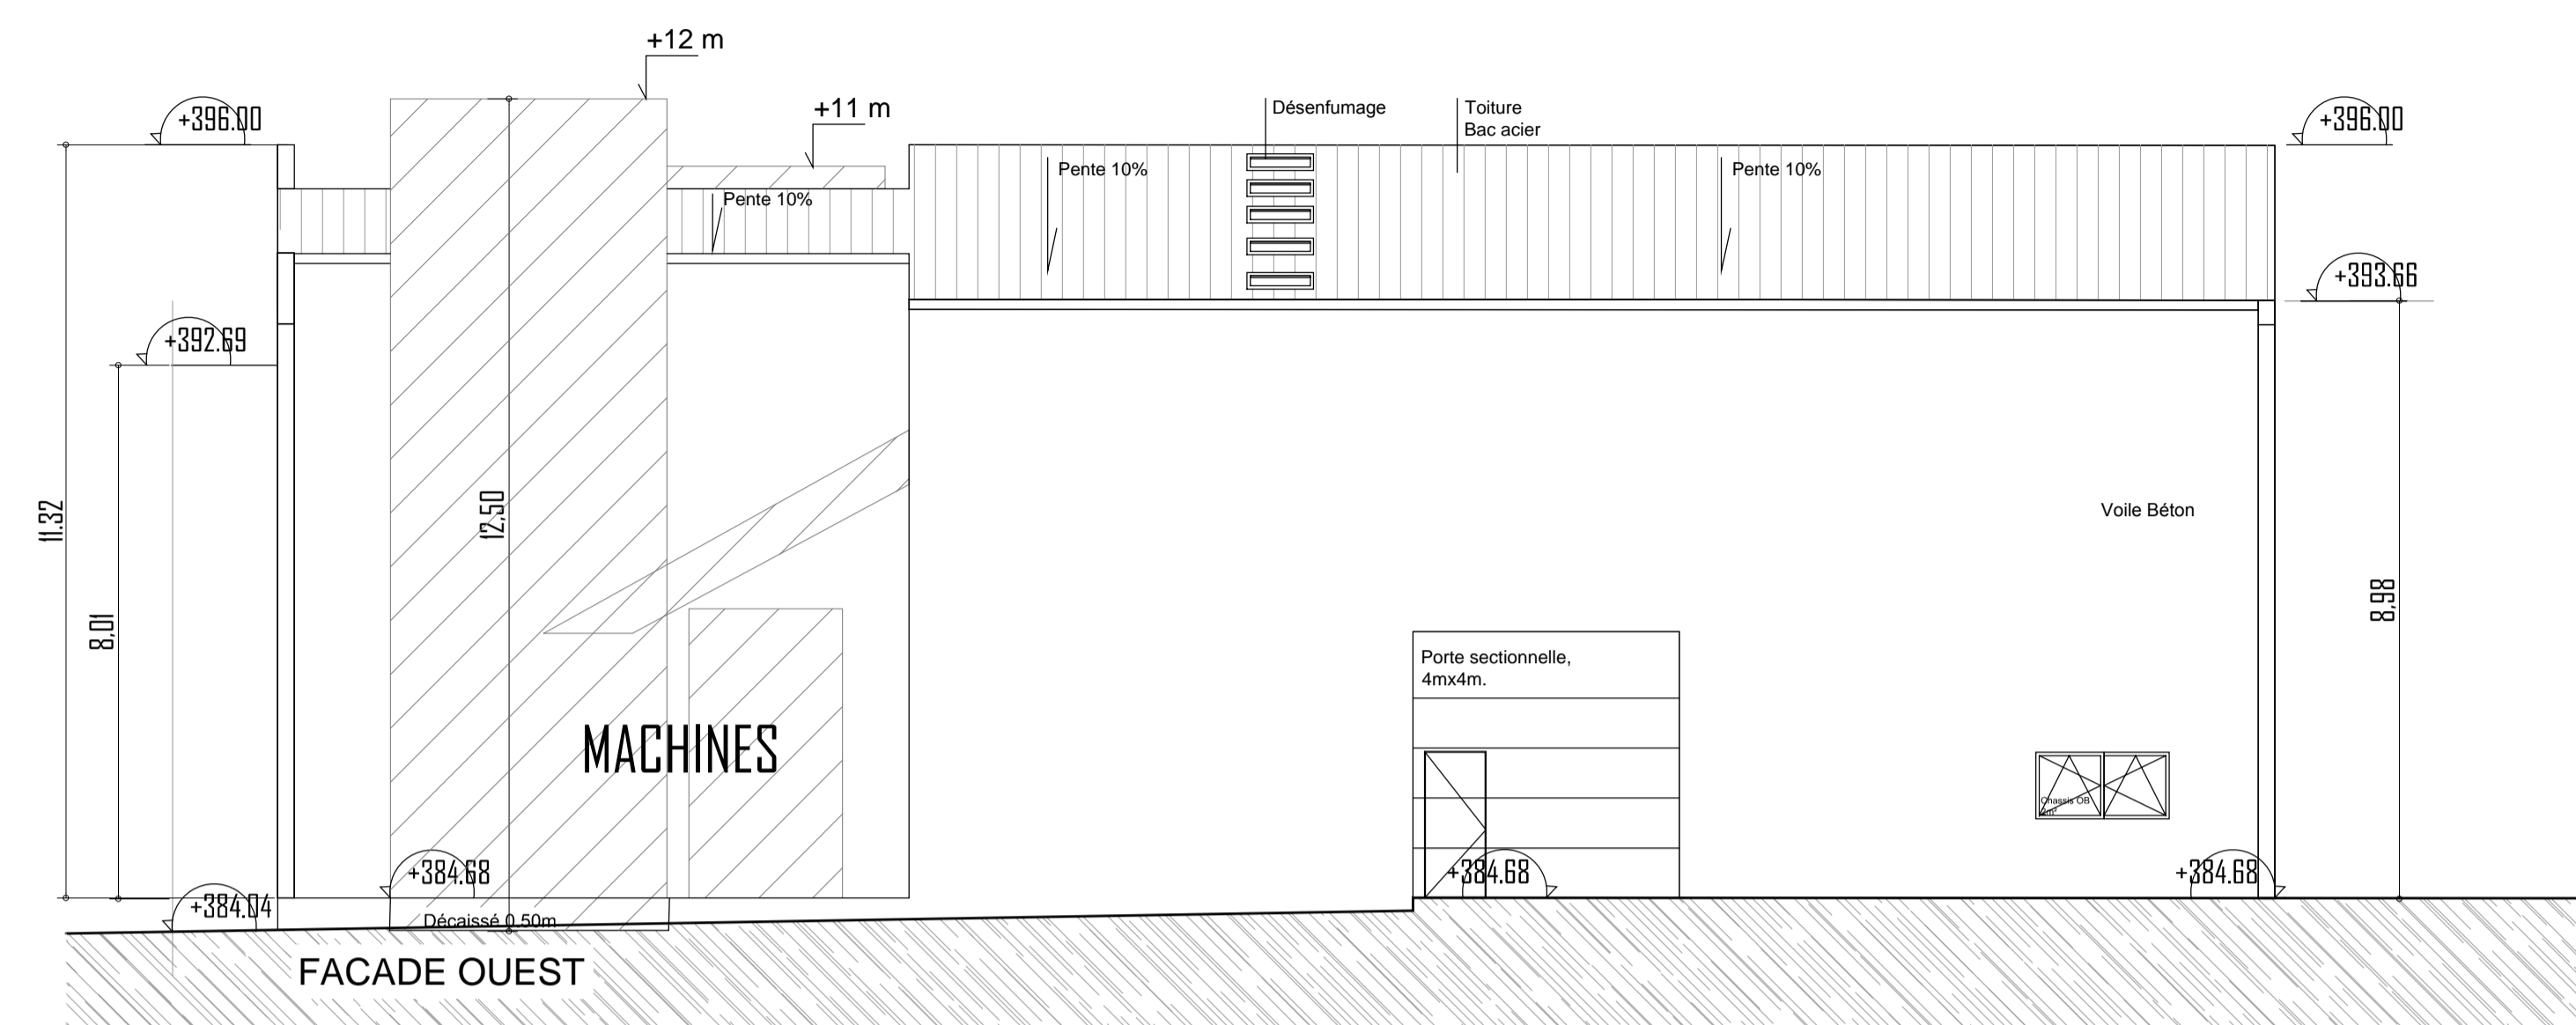 +12 m
+11 m
+396.00
Désenfumage
Toiture
Bac acier
+396.00
Pente 10%
Pente 10%
Pente 10%
+393.66
+392.69
11.32
12,50
8,01
Voile Béton
8,98
Porte sectionnelle,
4mx4m.
MACHINES
Chassis OB
+384.68
+384.68
+384.68
+384.04
Décaissé 0.50m
FACADE OUEST